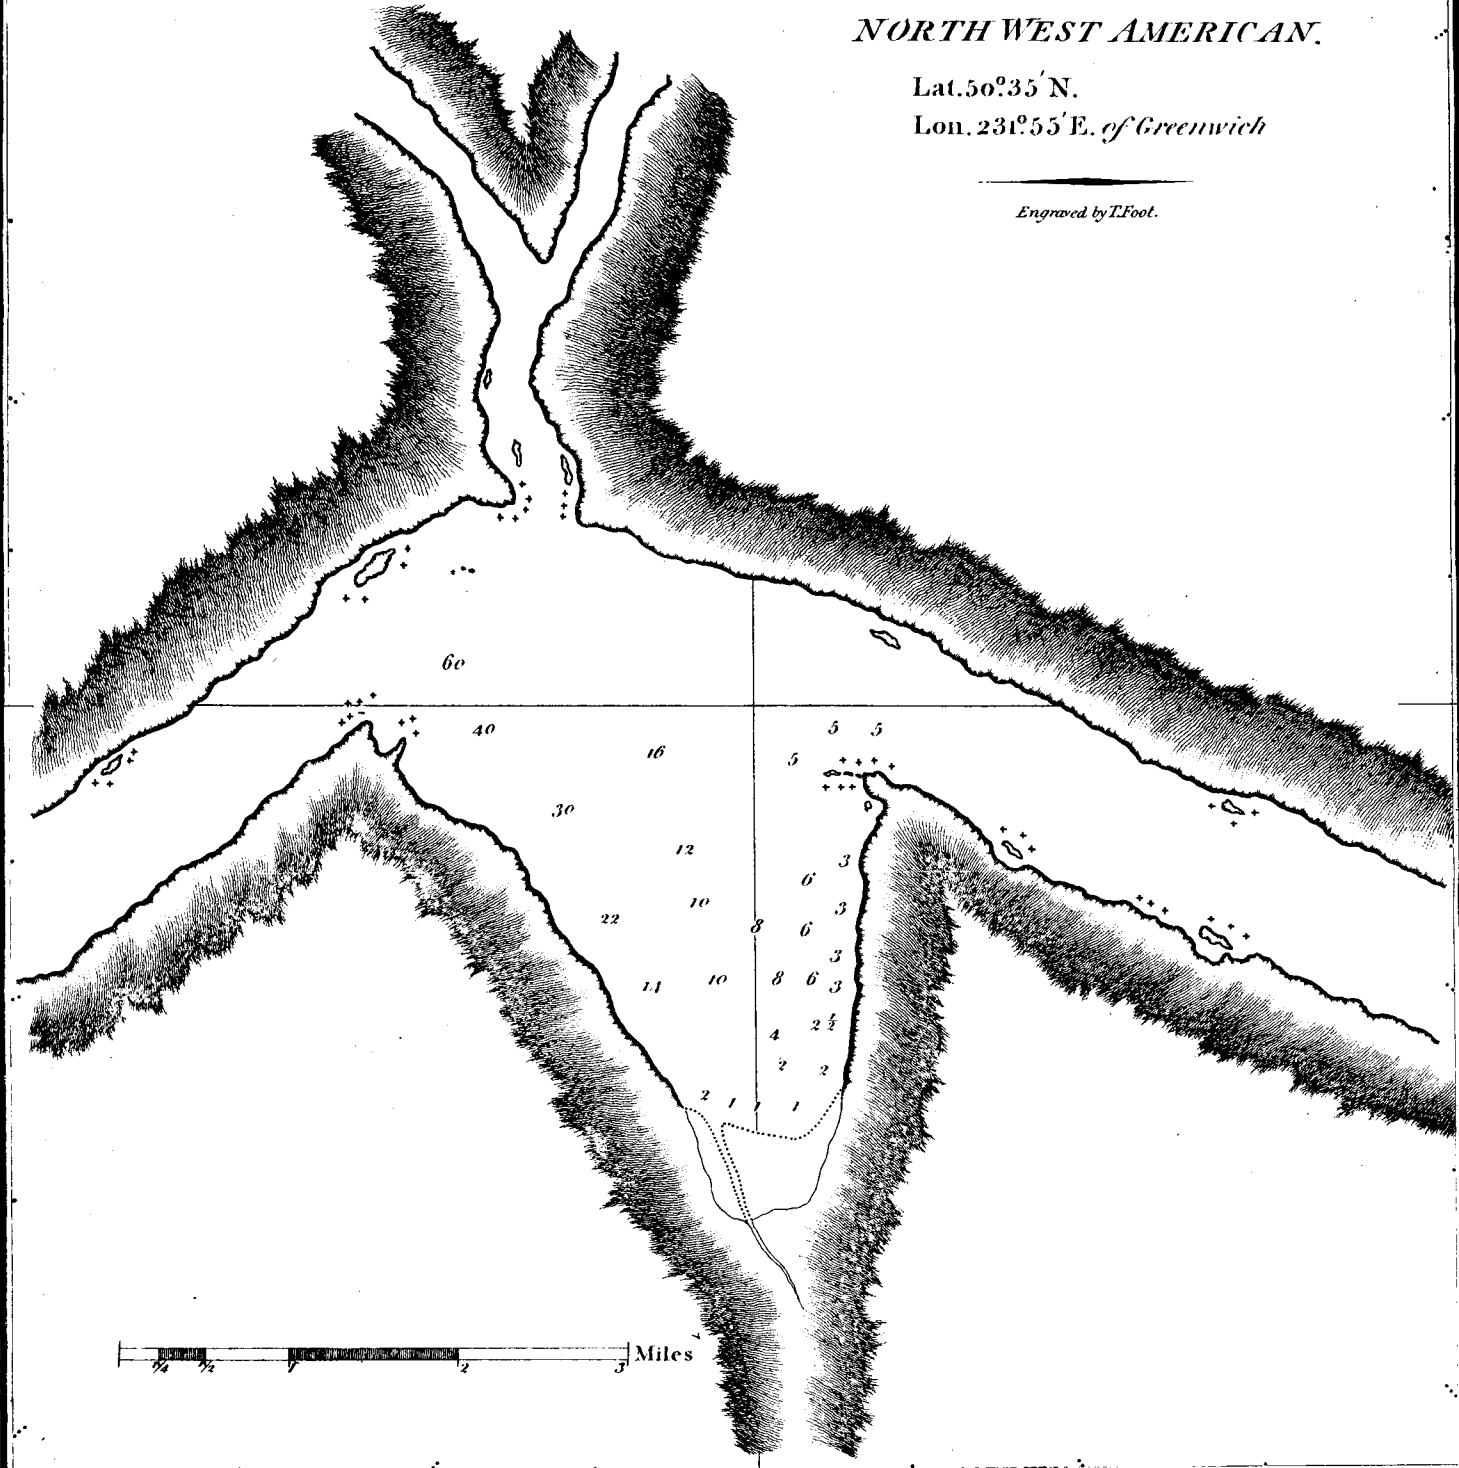 NORTH WEST AMERICAN.
Lat. 50°. 35′ N.
Lon. 231°. 55′ E. of Greenwich
Engraved by T. Foot.
60
40
5 5
16 5
30
12 3
6
10 3
22 8 6
3
14 10 8 6 3
4 2½
2 2
2 1 1 1
Miles
¼ ½ 1 2 3